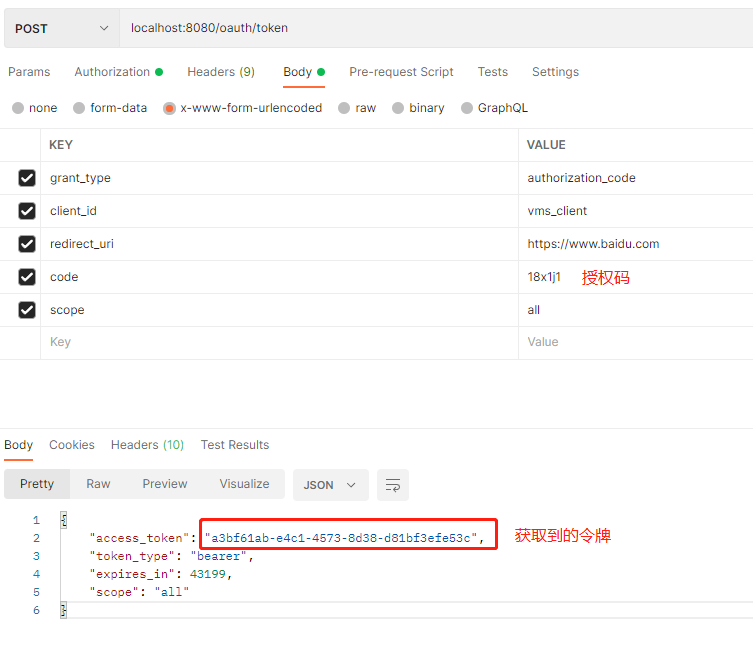 POST localhost:8080/oauth/token
Params Authorization Headers (9) Body Pre-request Script Tests Settings
none form-data x-www-form-urlencoded raw binary GraphQL
KEY VALUE
grant_type authorization_code
client_id vms_client
redirect_uri https://www.baidu.com
code 18x1j1 授权码
scope all
Key Value
Body Cookies Headers (10) Test Results
Pretty Raw Preview Visualize JSON
1 {
2 "access_token": "a3bf61ab-e4c1-4573-8d38-d81bf3efe53c", 获取到的令牌
3 "token_type": "bearer",
4 "expires_in": 43199,
5 "scope": "all"
6 }